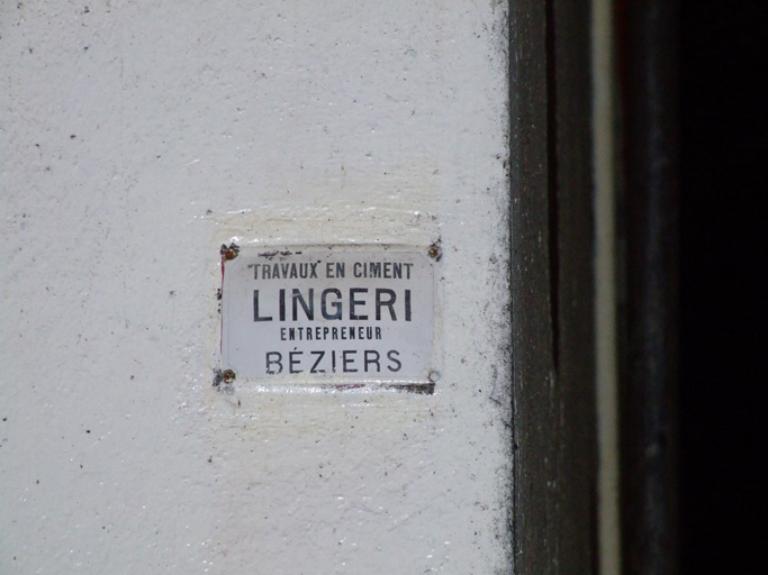 TRAVAUX EN CIMENT
LINGERI
ENTREPRENEUR
BÉZIERS